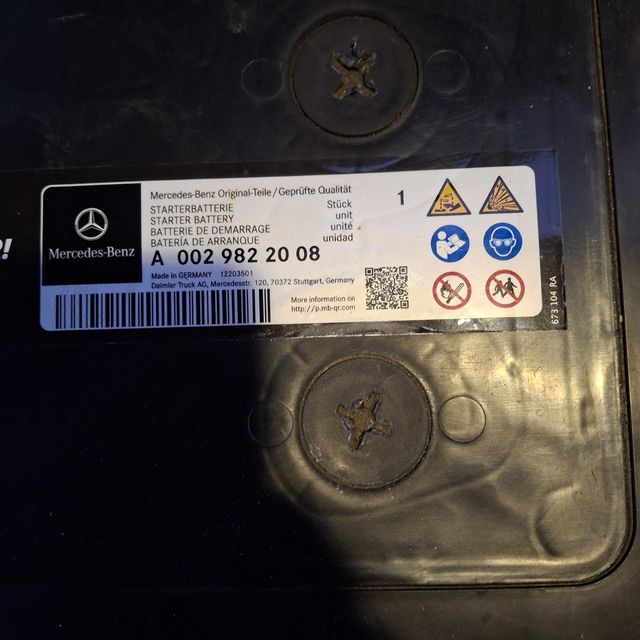 Mercedes-Benz Original-Teile / Geprüfte Qualität
STARTERBATTERIE Stück
STARTER BATTERY unit
BATTERIE DE DEMARRAGE unité
BATERÍA DE ARRANQUE unidad
1
A 002 982 20 08
Mercedes-Benz
Made in GERMANY 12203501
Daimler Truck AG, Mercedesstr. 120, 70372 Stuttgart, Germany
More information on
http://p.mb-qr.com
673 104 RA